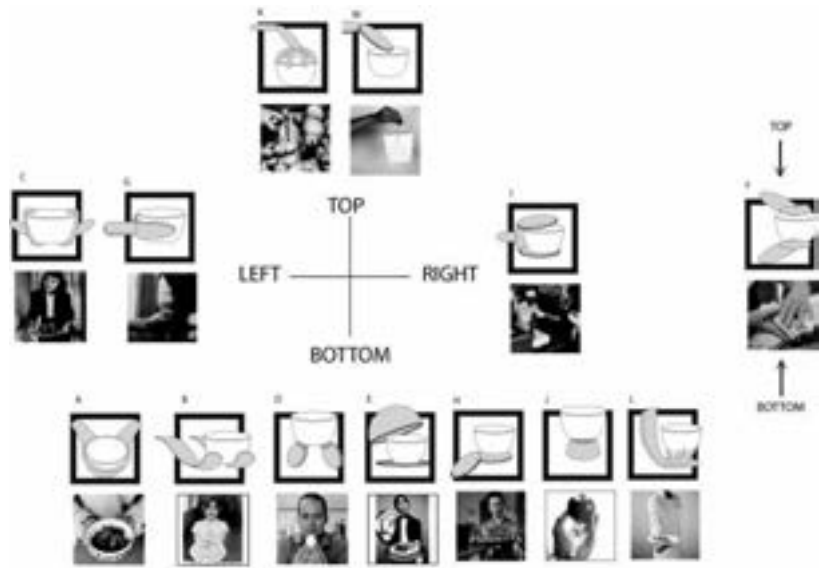 K M
TOP
C G I F
TOP
LEFT RIGHT
BOTTOM
A B D E H J L
BOTTOM